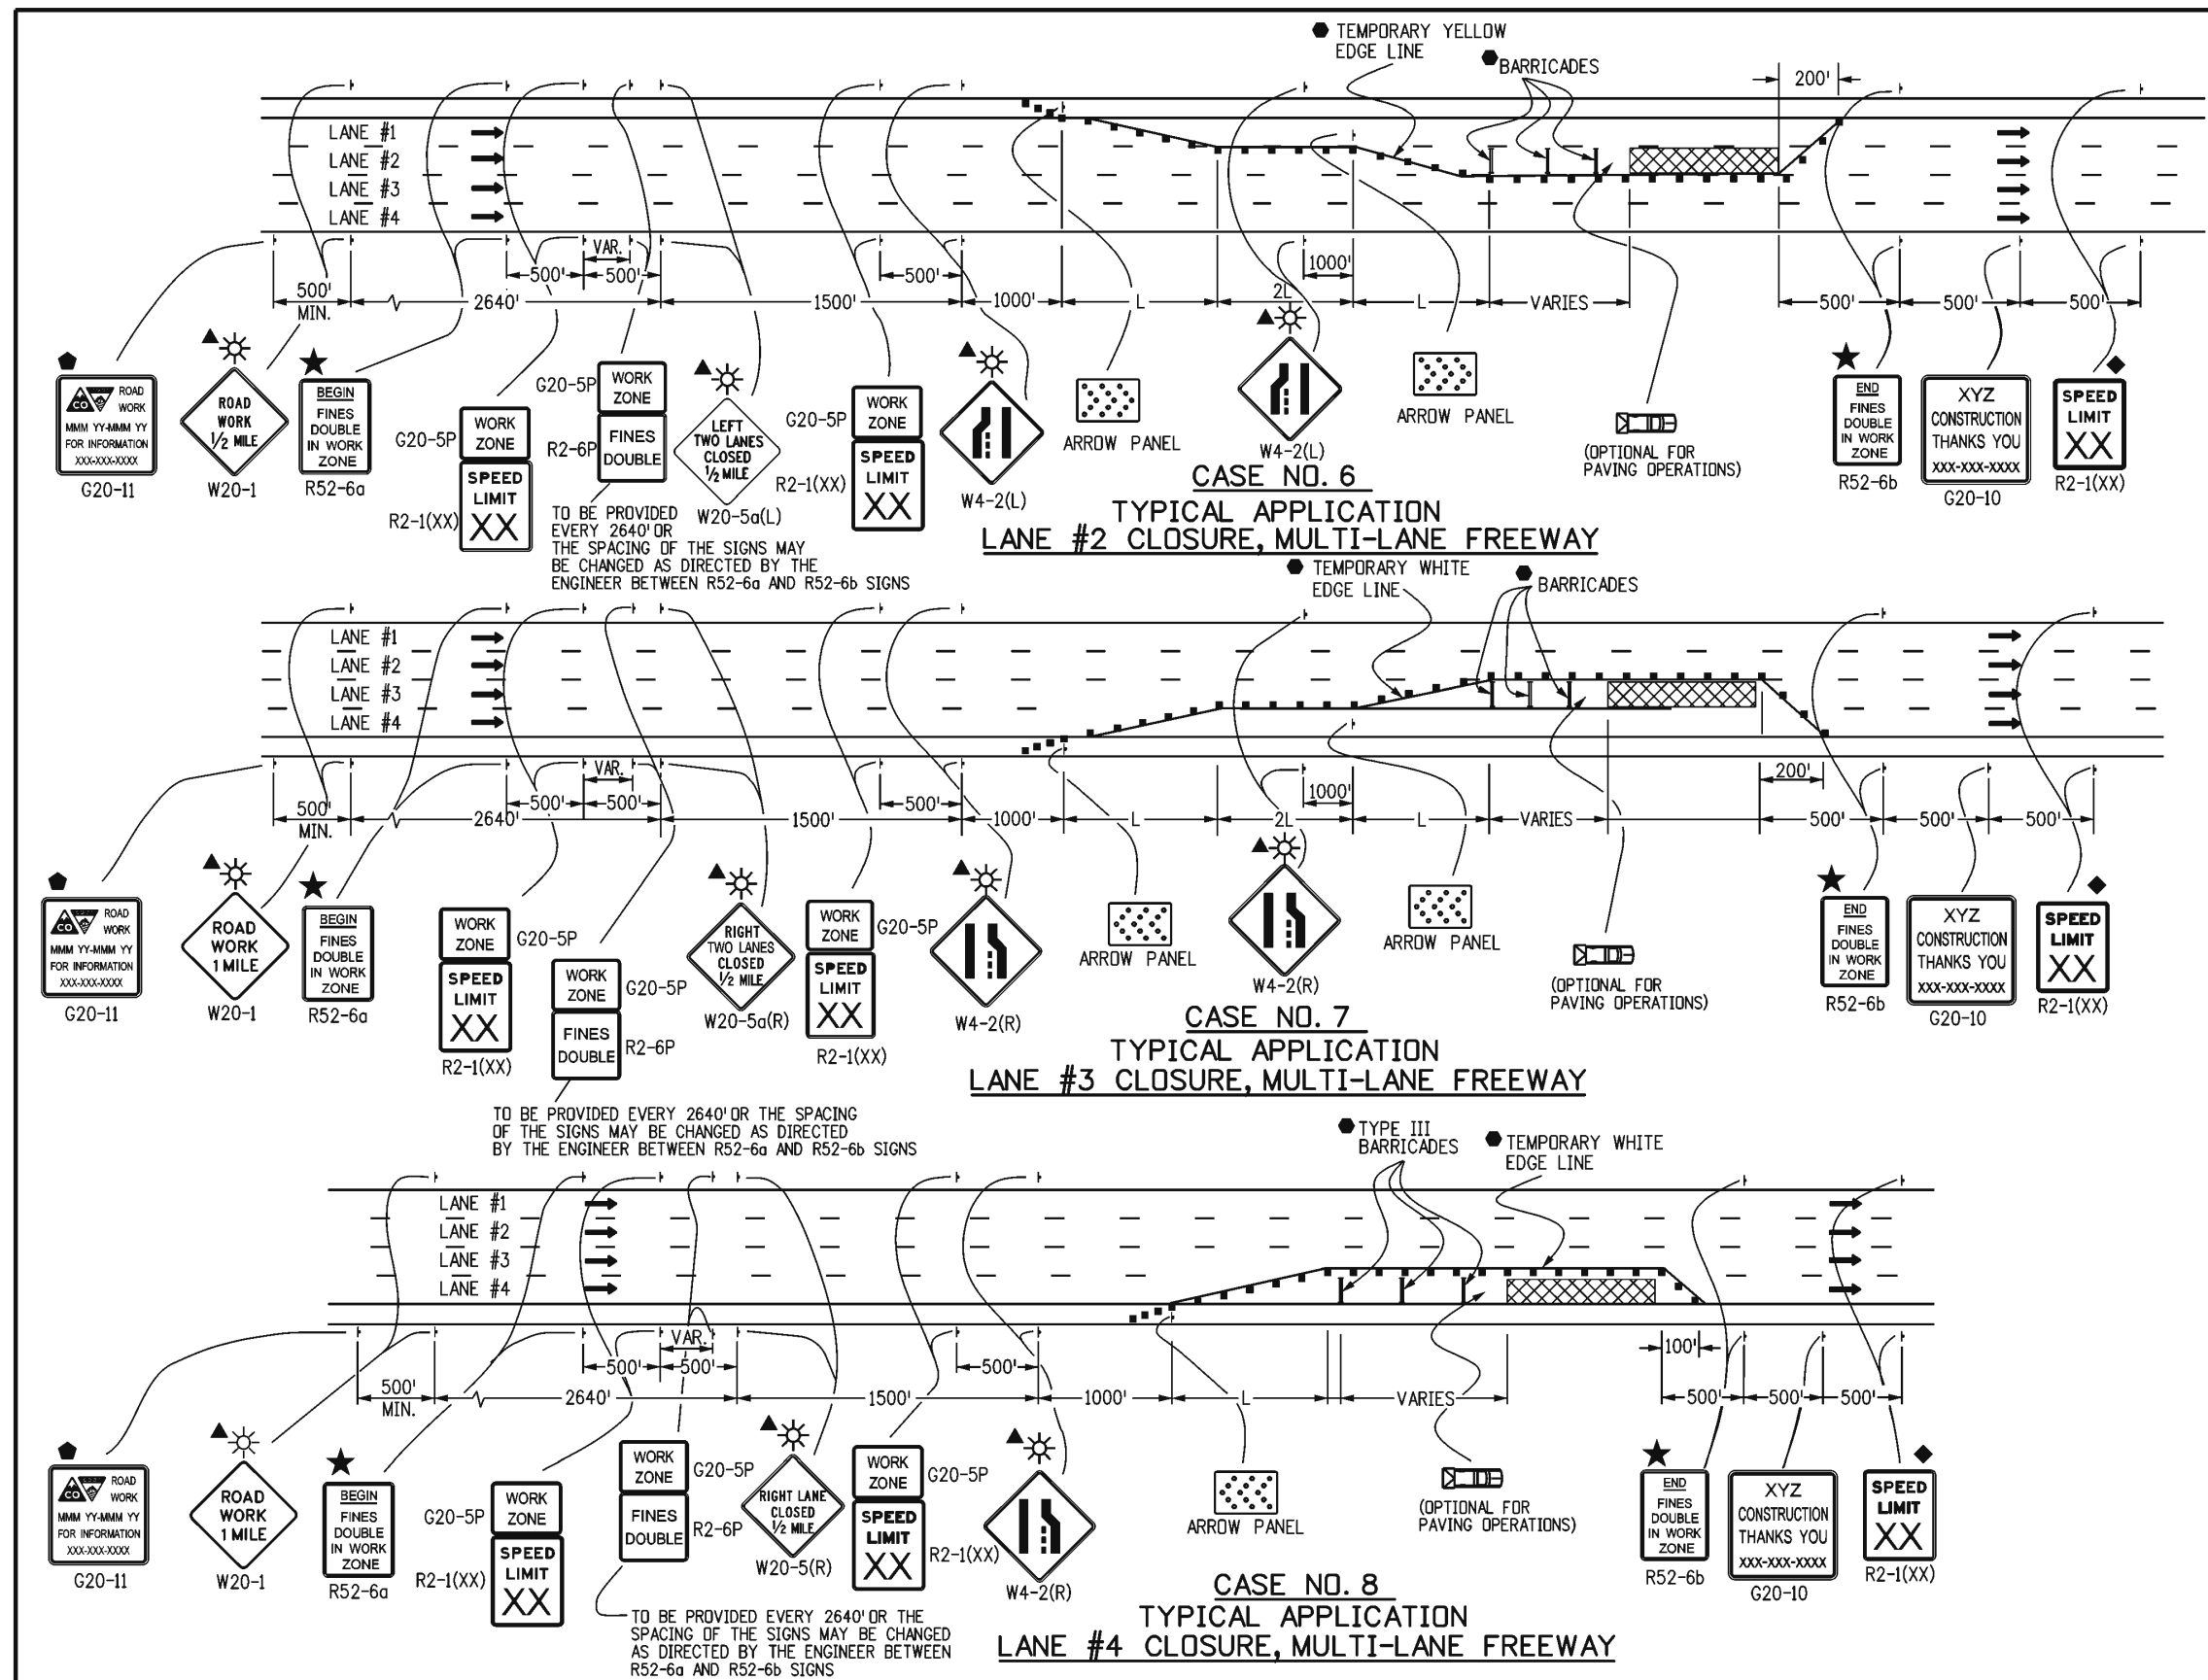 TEMPORARY YELLOW
EDGE LINE
BARRICADES
200'
LANE #1
LANE #2
LANE #3
LANE #4
VAR.
500'
500'
500'
1000'
500'
MIN.
2640'
1500'
1000'
L
2L
L
VARIES
500'
500'
500'
CO
ROAD
WORK
MMM YY-MMM YY
FOR INFORMATION
XXX-XXX-XXXX
G20-11
ROAD
WORK
1/2 MILE
W20-1
BEGIN
FINES
DOUBLE
IN WORK
ZONE
R52-6a
G20-5P
WORK
ZONE
SPEED
LIMIT
XX
R2-1(XX)
G20-5P
WORK
ZONE
R2-6P
FINES
DOUBLE
TO BE PROVIDED
EVERY 2640' OR
THE SPACING OF THE SIGNS MAY
BE CHANGED AS DIRECTED BY THE
ENGINEER BETWEEN R52-6a AND R52-6b SIGNS
LEFT
TWO LANES
CLOSED
1/2 MILE
W20-5a(L)
G20-5P
WORK
ZONE
SPEED
LIMIT
XX
R2-1(XX)
W4-2(L)
ARROW PANEL
W4-2(L)
ARROW PANEL
(OPTIONAL FOR
PAVING OPERATIONS)
END
FINES
DOUBLE
IN WORK
ZONE
R52-6b
XYZ
CONSTRUCTION
THANKS YOU
XXX-XXX-XXXX
G20-10
SPEED
LIMIT
XX
R2-1(XX)
CASE NO. 6
TYPICAL APPLICATION
LANE #2 CLOSURE, MULTI-LANE FREEWAY
TEMPORARY WHITE
EDGE LINE
BARRICADES
LANE #1
LANE #2
LANE #3
LANE #4
VAR.
500'
500'
500'
1000'
200'
500'
MIN.
2640'
1500'
1000'
L
2L
L
VARIES
500'
500'
500'
CO
ROAD
WORK
MMM YY-MMM YY
FOR INFORMATION
XXX-XXX-XXXX
G20-11
ROAD
WORK
1 MILE
W20-1
BEGIN
FINES
DOUBLE
IN WORK
ZONE
R52-6a
WORK
ZONE
G20-5P
SPEED
LIMIT
XX
R2-1(XX)
WORK
ZONE
G20-5P
FINES
DOUBLE
R2-6P
TO BE PROVIDED EVERY 2640' OR THE SPACING
OF THE SIGNS MAY BE CHANGED AS DIRECTED
BY THE ENGINEER BETWEEN R52-6a AND R52-6b SIGNS
RIGHT
TWO LANES
CLOSED
1/2 MILE
W20-5a(R)
WORK
ZONE
G20-5P
SPEED
LIMIT
XX
R2-1(XX)
W4-2(R)
ARROW PANEL
W4-2(R)
ARROW PANEL
(OPTIONAL FOR
PAVING OPERATIONS)
END
FINES
DOUBLE
IN WORK
ZONE
R52-6b
XYZ
CONSTRUCTION
THANKS YOU
XXX-XXX-XXXX
G20-10
SPEED
LIMIT
XX
R2-1(XX)
CASE NO. 7
TYPICAL APPLICATION
LANE #3 CLOSURE, MULTI-LANE FREEWAY
TYPE III
BARRICADES
TEMPORARY WHITE
EDGE LINE
LANE #1
LANE #2
LANE #3
LANE #4
VAR.
500'
500'
500'
100'
500'
MIN.
2640'
1500'
1000'
L
VARIES
500'
500'
500'
CO
ROAD
WORK
MMM YY-MMM YY
FOR INFORMATION
XXX-XXX-XXXX
G20-11
ROAD
WORK
1 MILE
W20-1
BEGIN
FINES
DOUBLE
IN WORK
ZONE
R52-6a
G20-5P
WORK
ZONE
SPEED
LIMIT
XX
R2-1(XX)
WORK
ZONE
G20-5P
FINES
DOUBLE
R2-6P
TO BE PROVIDED EVERY 2640' OR THE
SPACING OF THE SIGNS MAY BE CHANGED
AS DIRECTED BY THE ENGINEER BETWEEN
R52-6a AND R52-6b SIGNS
RIGHT LANE
CLOSED
1/2 MILE
W20-5(R)
WORK
ZONE
G20-5P
SPEED
LIMIT
XX
R2-1(XX)
W4-2(R)
ARROW PANEL
(OPTIONAL FOR
PAVING OPERATIONS)
END
FINES
DOUBLE
IN WORK
ZONE
R52-6b
XYZ
CONSTRUCTION
THANKS YOU
XXX-XXX-XXXX
G20-10
SPEED
LIMIT
XX
R2-1(XX)
CASE NO. 8
TYPICAL APPLICATION
LANE #4 CLOSURE, MULTI-LANE FREEWAY